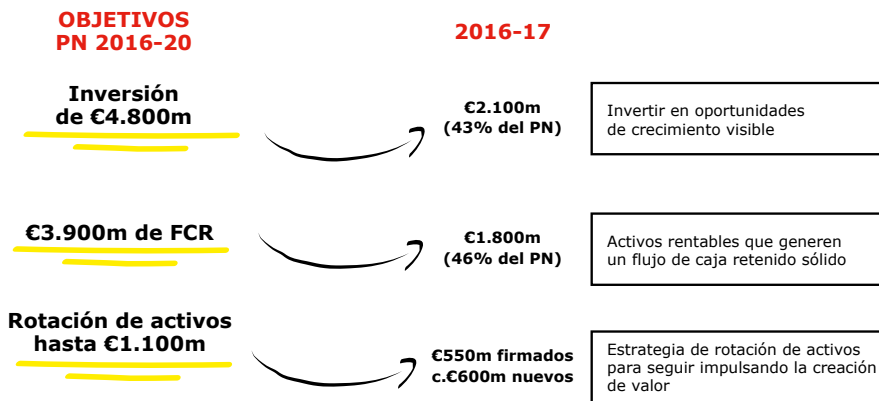 OBJETIVOS
PN 2016-20
2016-17
Inversión
de €4.800m
€2.100m
(43% del PN)
Invertir en oportunidades
de crecimiento visible
€3.900m de FCR
€1.800m
(46% del PN)
Activos rentables que generen
un flujo de caja retenido sólido
Rotación de activos
hasta €1.100m
€550m firmados
c.€600m nuevos
Estrategia de rotación de activos
para seguir impulsando la creación
de valor